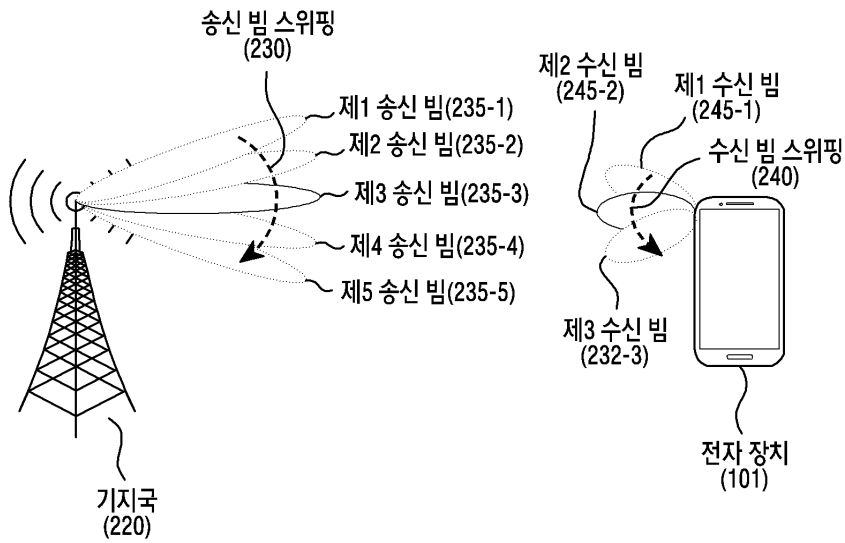 송신 빔 스위핑
(230)
제1 송신 빔(235-1)
제2 송신 빔(235-2)
제3 송신 빔(235-3)
제4 송신 빔(235-4)
제5 송신 빔(235-5)
기지국
(220)
제2 수신 빔
(245-2)
제1 수신 빔
(245-1)
수신 빔 스위핑
(240)
제3 수신 빔
(232-3)
전자 장치
(101)